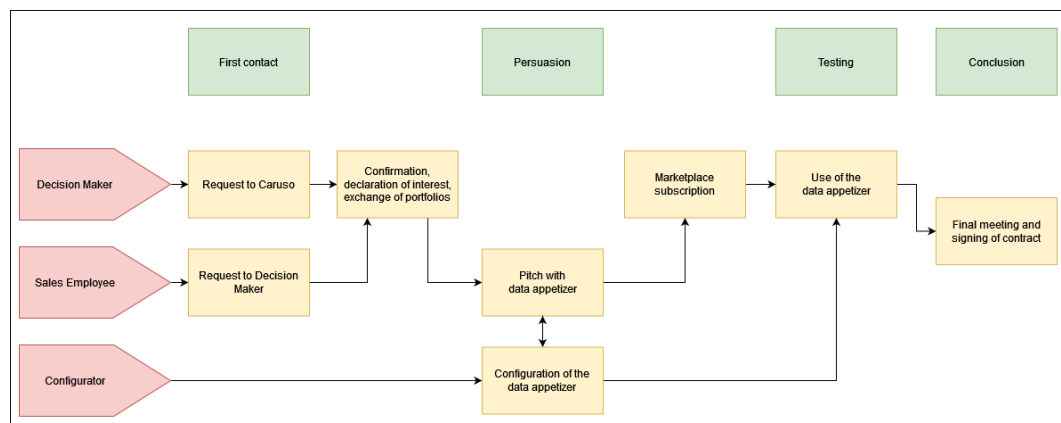 First contact
Persuasion
Testing
Conclusion
Decision Maker
Request to Caruso
Confirmation,
declaration of interest,
exchange of portfolios
Marketplace
subscription
Use of the
data appetizer
Final meeting and
signing of contract
Sales Employee
Request to Decision
Maker
Pitch with
data appetizer
Configurator
Configuration of the
data appetizer